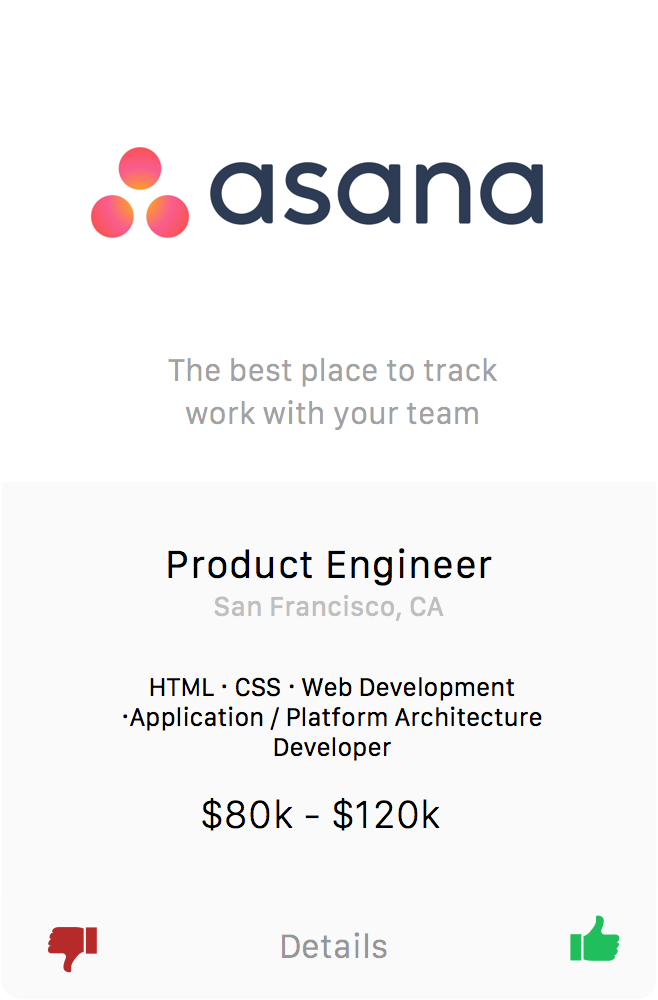 asana
The best place to track
work with your team
Product Engineer
San Francisco, CA
HTML · CSS · Web Development
·Application / Platform Architecture
Developer
$80k - $120k
Details